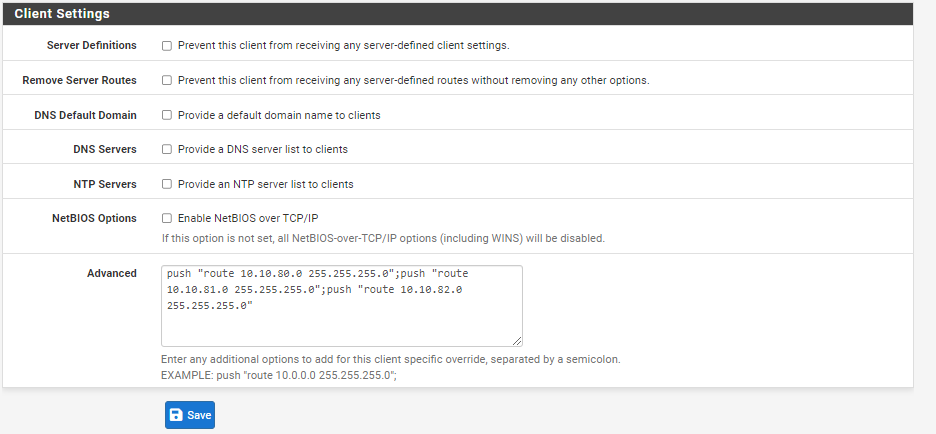 Client Settings
Server Definitions Prevent this client from receiving any server-defined client settings.
Remove Server Routes Prevent this client from receiving any server-defined routes without removing any other options.
DNS Default Domain Provide a default domain name to clients
DNS Servers Provide a DNS server list to clients
NTP Servers Provide an NTP server list to clients
NetBIOS Options Enable NetBIOS over TCP/IP
If this option is not set, all NetBIOS-over-TCP/IP options (including WINS) will be disabled.
Advanced push "route 10.10.80.0 255.255.255.0";push "route
10.10.81.0 255.255.255.0";push "route 10.10.82.0
255.255.255.0"
Enter any additional options to add for this client specific override, separated by a semicolon.
EXAMPLE: push "route 10.0.0.0 255.255.255.0";
Save